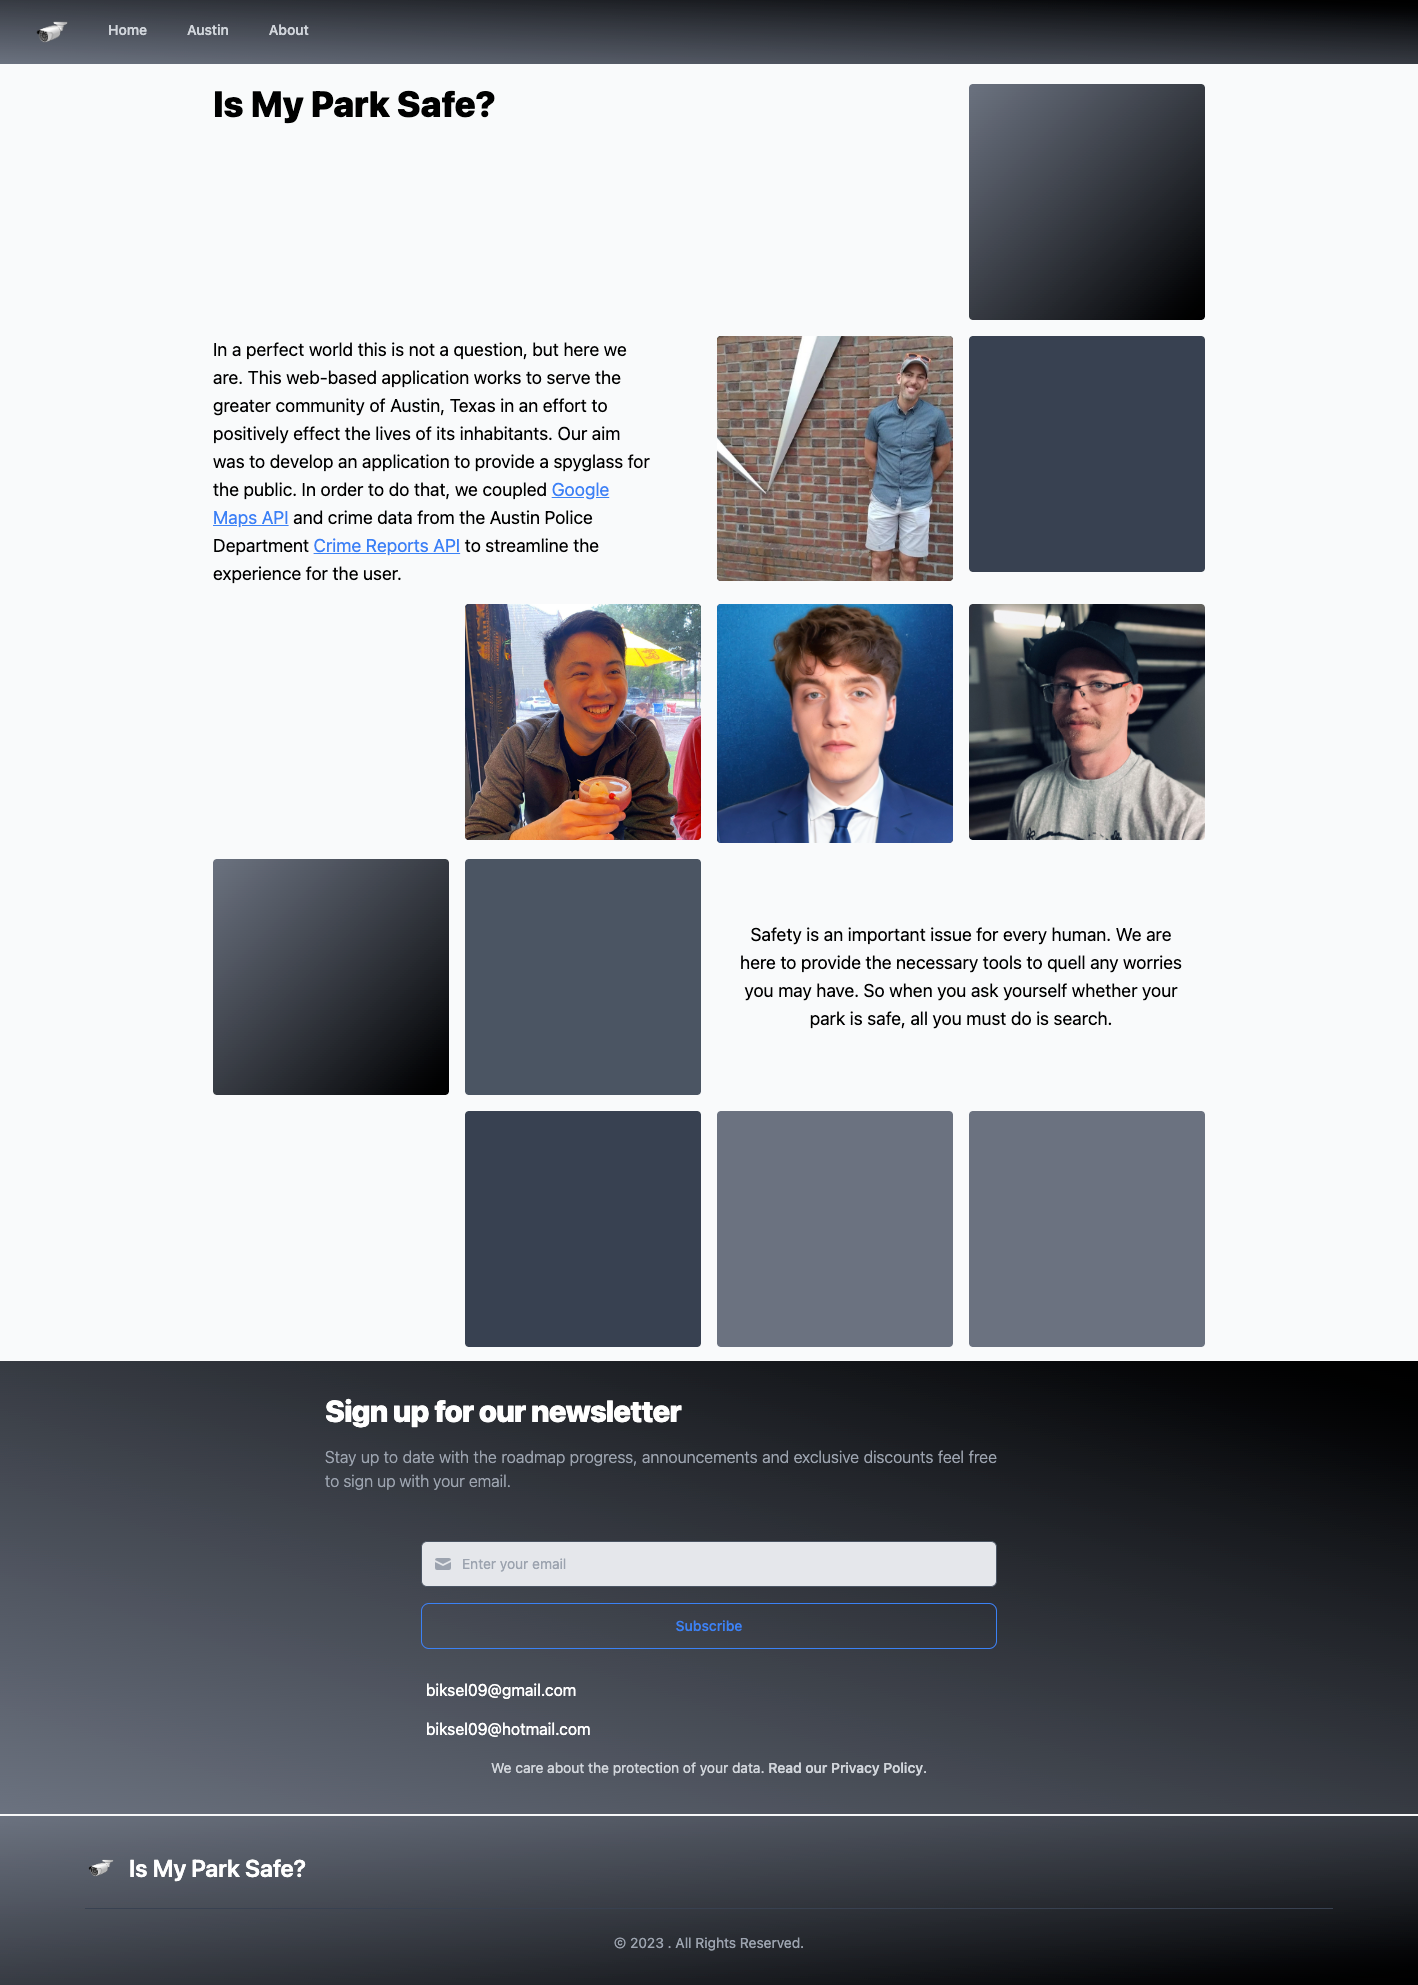 Home
Austin
About
Is My Park Safe?
In a perfect world this is not a question, but here we
are. This web-based application works to serve the
greater community of Austin, Texas in an effort to
positively effect the lives of its inhabitants. Our aim
was to develop an application to provide a spyglass for
the public. In order to do that, we coupled Google
Maps API and crime data from the Austin Police
Department Crime Reports API to streamline the
experience for the user.
Safety is an important issue for every human. We are
here to provide the necessary tools to quell any worries
you may have. So when you ask yourself whether your
park is safe, all you must do is search.
Sign up for our newsletter
Stay up to date with the roadmap progress, announcements and exclusive discounts feel free
to sign up with your email.
Enter your email
Subscribe
biksel09@gmail.com
biksel09@hotmail.com
We care about the protection of your data. Read our Privacy Policy.
Is My Park Safe?
© 2023 . All Rights Reserved.